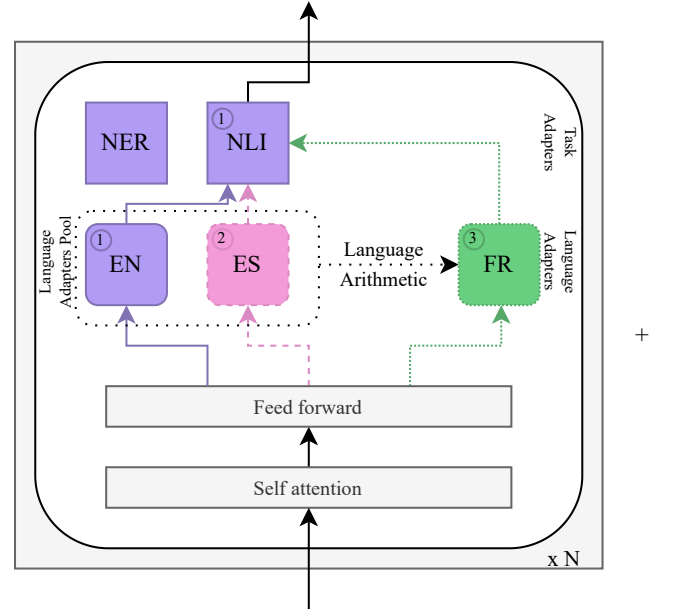 NER
1
NLI
Task
Adapters
Language
Adapters Pool
1
EN
2
ES
Language
Arithmetic
3
FR
Language
Adapters
+
Feed forward
Self attention
x N